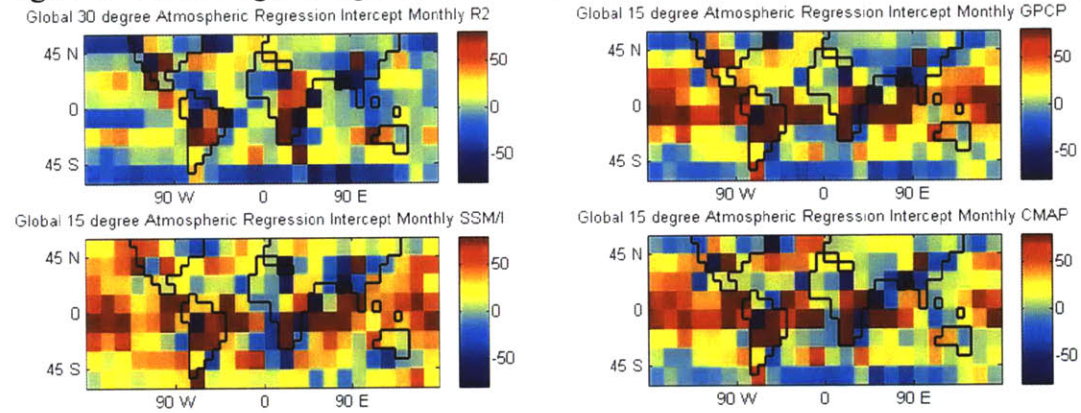 Global 30 degree Atmospheric Regression Intercept Monthly R2
45 N
0
45 S
90 W
0
90 E
50
0
-50
Global 15 degree Atmospheric Regression Intercept Monthly GPCP
45 N
0
45 S
90 W
0
90 E
50
0
-50
Global 15 degree Atmospheric Regression Intercept Monthly SSM/I
45 N
0
45 S
90 W
0
90 E
50
0
-50
Global 15 degree Atmospheric Regression Intercept Monthly CMAP
45 N
0
45 S
90 W
0
90 E
50
0
-50